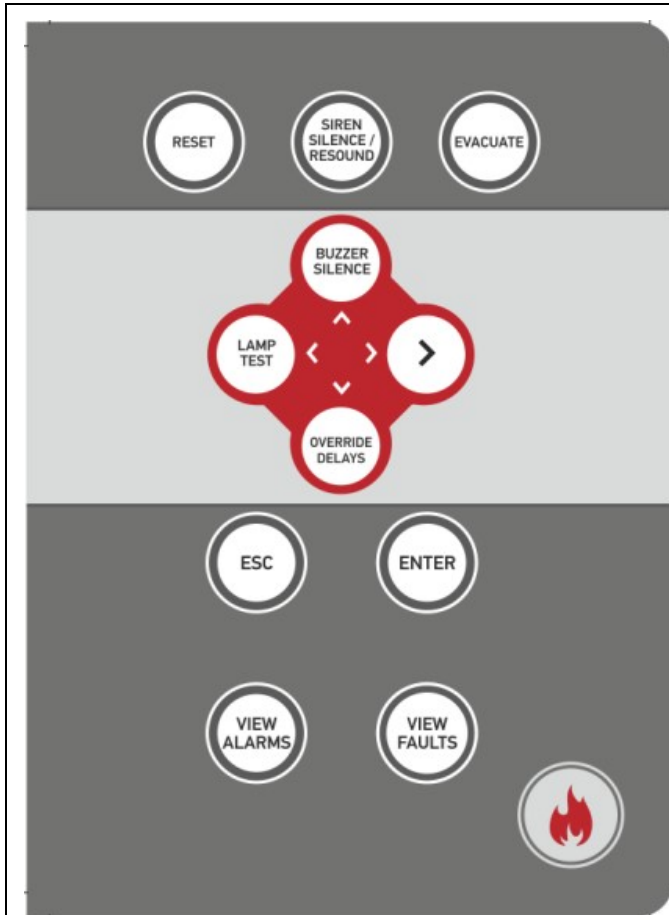 RESET
SIREN
SILENCE /
RESOUND
EVACUATE
BUZZER
SILENCE
LAMP
TEST
>
OVERRIDE
DELAYS
ESC
ENTER
VIEW
ALARMS
VIEW
FAULTS